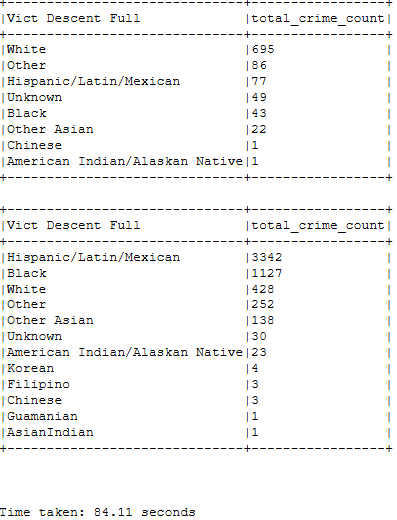 +------------------------------+-----------------+
|Vict Descent Full             |total_crime_count|
+------------------------------+-----------------+
|White                         |695              |
|Other                         |86               |
|Hispanic/Latin/Mexican        |77               |
|Unknown                       |49               |
|Black                         |43               |
|Other Asian                   |22               |
|Chinese                       |1                |
|American Indian/Alaskan Native|1                |
+------------------------------+-----------------+
+------------------------------+-----------------+
|Vict Descent Full             |total_crime_count|
+------------------------------+-----------------+
|Hispanic/Latin/Mexican        |3342             |
|Black                         |1127             |
|White                         |428              |
|Other                         |252              |
|Other Asian                   |138              |
|Unknown                       |30               |
|American Indian/Alaskan Native|23               |
|Korean                        |4                |
|Filipino                      |3                |
|Chinese                       |3                |
|Guamanian                     |1                |
|AsianIndian                   |1                |
+------------------------------+-----------------+
Time taken: 84.11 seconds